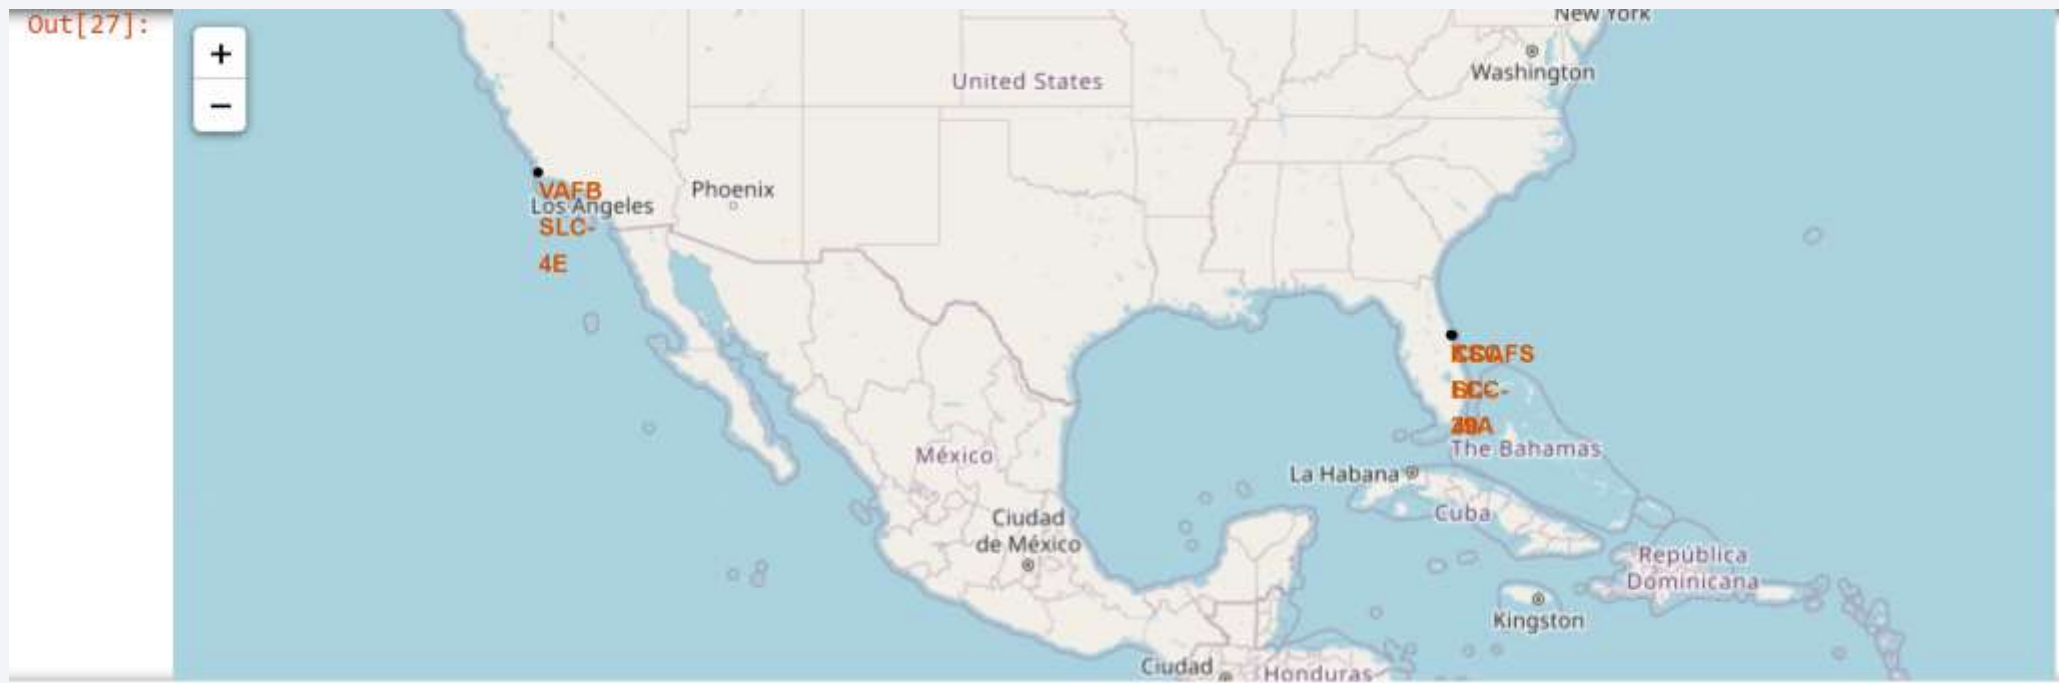 Out[27]:
+
−
New York
Washington
United States
VAFB
SLC-
4E
Los Angeles
Phoenix
The Bahamas
México
La Habana
Cuba
Ciudad
de México
República
Dominicana
Kingston
Ciudad
Honduras